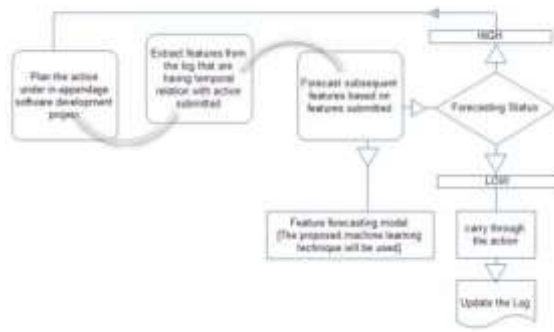 HIGH
Plan the action
under in-appendage
software development
project
Extract features from
the log that are
having temporal
relation with action
submitted
Forecast subsequent
features based on
features submitted
Forecasting Status
LOW
Feature forecasting model
[The proposed machine learning
technique will be used]
carry through
the action
Update the Log